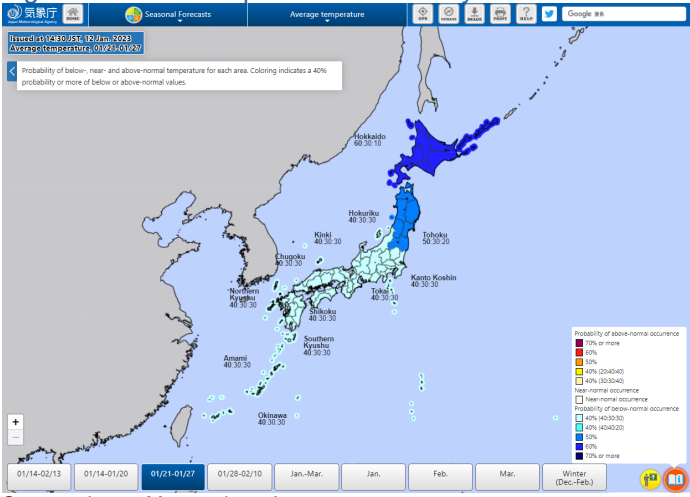 気象庁
Japan Meteorological Agency
HOME
Seasonal Forecasts
Average temperature
GPS
UPDATE
IMAGE
PRINT
HELP
Google
Issued at 14:30 JST, 12 Jan. 2023
Average temperature, 01/21-01/27
Probability of below-, near- and above-normal temperature for each area. Coloring indicates a 40%
probability or more of below or above-normal values.
Hokkaido
60:30:10
Hokuriku
40:30:30
Tohoku
50:30:20
Kinki
40:30:30
Chugoku
40:30:30
Kanto Koshin
40:30:30
Northern
Kyushu
40:30:30
Tokai
40:30:30
Shikoku
40:30:30
Southern
Kyushu
40:30:30
Amami
40:30:30
Okinawa
40:30:30
Probability of above-normal occurrence
70% or more
60%
50%
40% (20:40:40)
40% (30:30:40)
Near-normal occurrence
Near-normal occurrence
Probability of below-normal occurrence
40% (40:30:30)
40% (40:40:20)
50%
60%
70% or more
+
−
01/14-02/13
01/14-01/20
01/21-01/27
01/28-02/10
Jan.-Mar.
Jan.
Feb.
Mar.
Winter
(Dec.-Feb.)